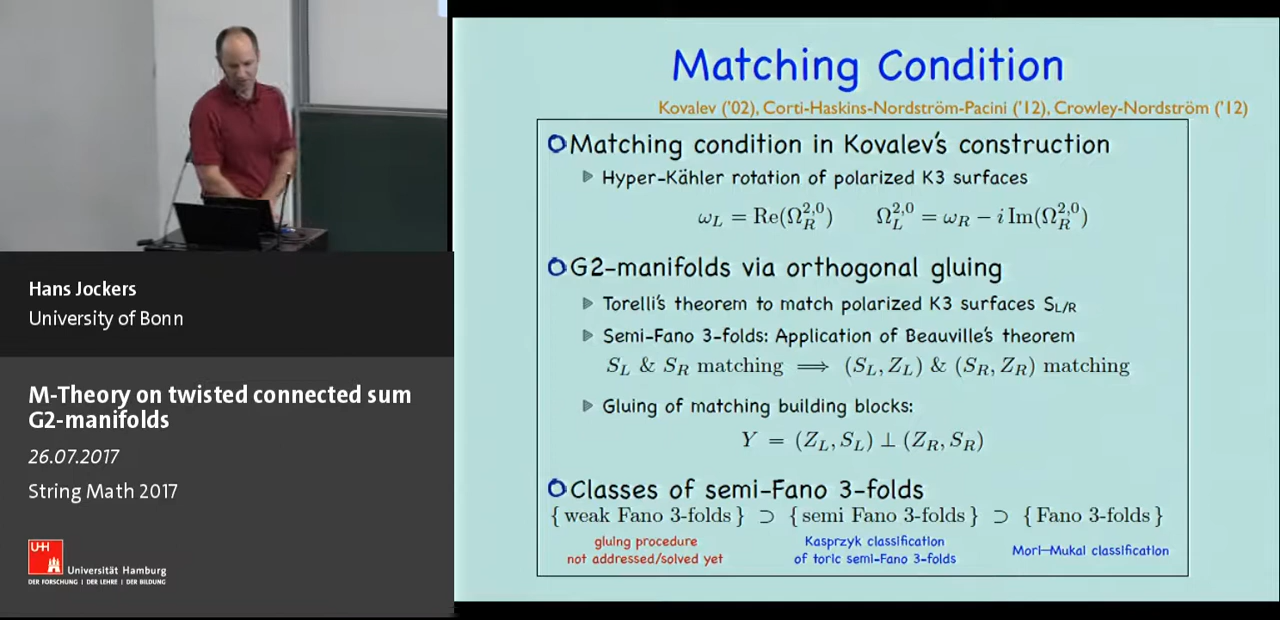 Matching Condition
Kovalev ('02), Corti-Haskins-Nordström-Pacini ('12), Crowley-Nordström ('12)
Matching condition in Kovalev's construction
Hyper-Kähler rotation of polarized K3 surfaces
ω_L = Re(Ω_R^{2,0})   Ω_L^{2,0} = ω_R − i Im(Ω_R^{2,0})
G2-manifolds via orthogonal gluing
Torelli's theorem to match polarized K3 surfaces S_{L/R}
Semi-Fano 3-folds: Application of Beauville's theorem
S_L & S_R matching ⟹ (S_L, Z_L) & (S_R, Z_R) matching
Gluing of matching building blocks:
Y = (Z_L, S_L) ⊥ (Z_R, S_R)
Classes of semi-Fano 3-folds
{weak Fano 3-folds} ⊃ {semi Fano 3-folds} ⊃ {Fano 3-folds}
gluing procedure
not addressed/solved yet
Kasprzyk classification
of toric semi-Fano 3-folds
Mori–Mukai classification
Hans Jockers
University of Bonn
M-Theory on twisted connected sum
G2-manifolds
26.07.2017
String Math 2017
UH
Universität Hamburg
DER FORSCHUNG | DER LEHRE | DER BILDUNG